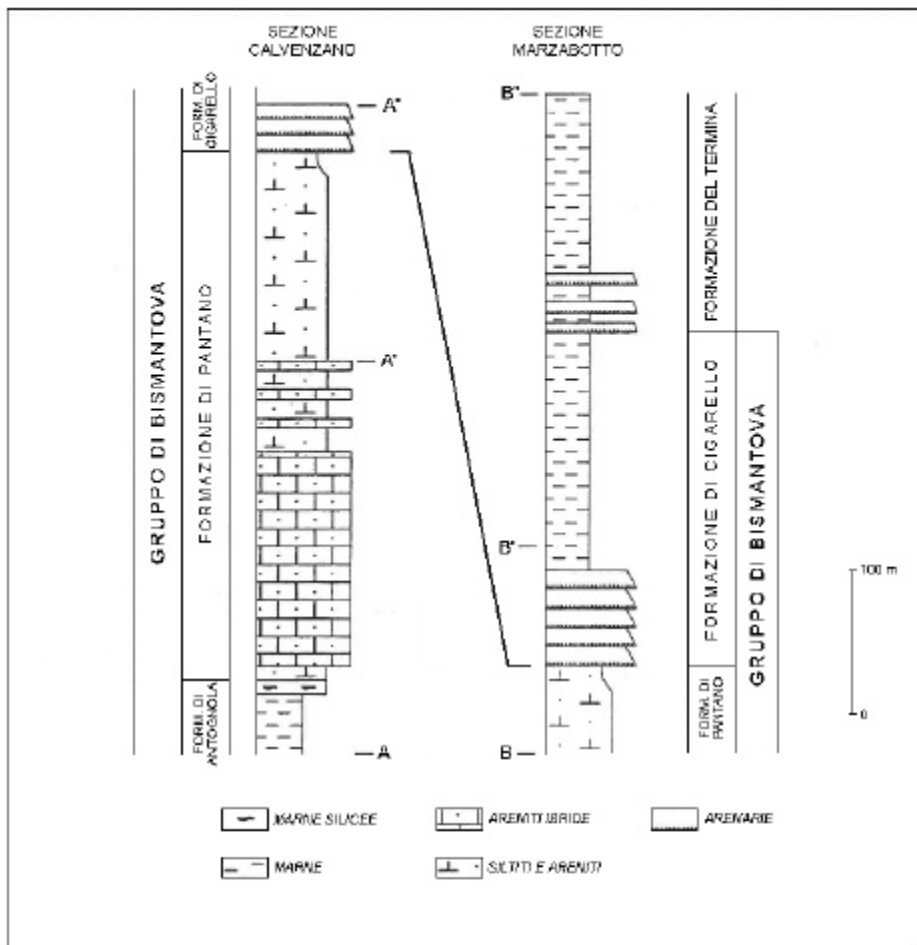 SEZIONE
CALVENZANO
SEZIONE
MARZABOTTO
GRUPPO DI BISMANTOVA
FORM. DI
CIGARELLO
FORMAZIONE DI PANTANO
FORM. DI
ANTOGNOLA
A"
A'
A
B"
B'
B
FORMAZIONE DEL TERMINA
FORMAZIONE DI CIGARELLO
FORM. DI
PANTANO
GRUPPO DI BISMANTOVA
100 m
0
MARNE SILICEE
ARENITI IBRIDE
ARENARIE
MARNE
SILTITI E ARENITI